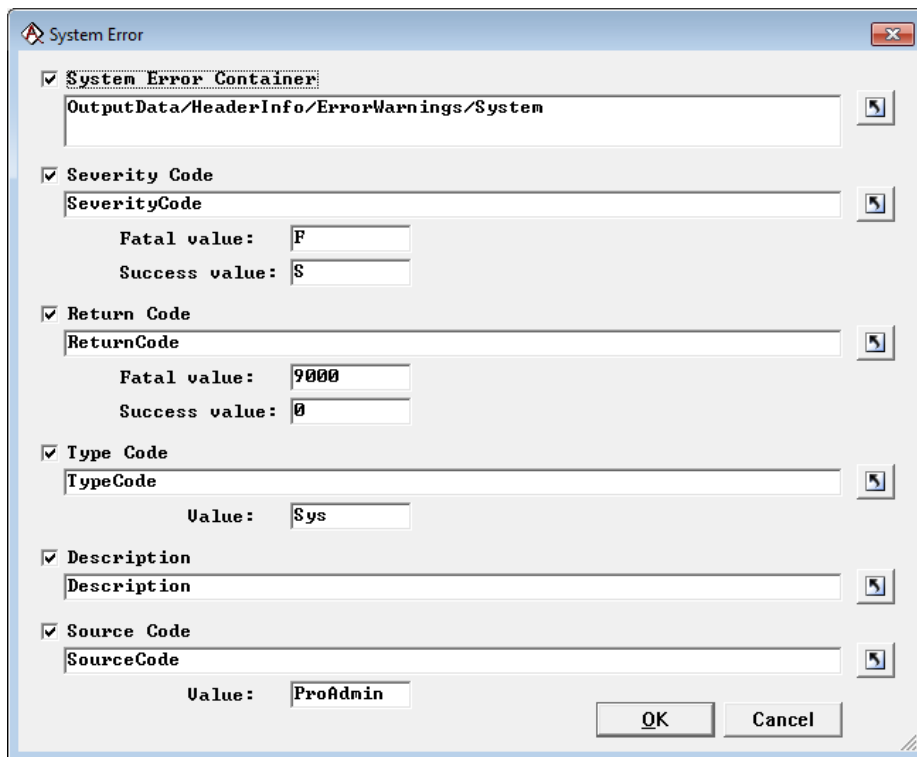 System Error
System Error Container
OutputData/HeaderInfo/ErrorWarnings/System
Severity Code
SeverityCode
Fatal value: F
Success value: S
Return Code
ReturnCode
Fatal value: 9000
Success value: 0
Type Code
TypeCode
Value: Sys
Description
Description
Source Code
SourceCode
Value: ProAdmin
OK Cancel